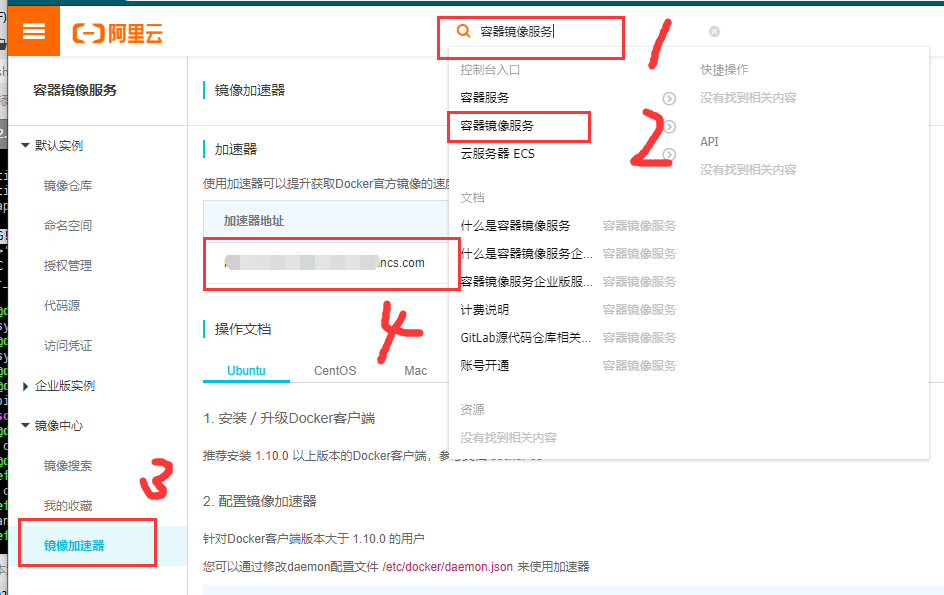 阿里云
容器镜像服务
1
控制台入口
快捷操作
容器服务
没有找到相关内容
容器镜像服务
2
云服务器 ECS
API
没有找到相关内容
文档
什么是容器镜像服务
容器镜像服务
什么是容器镜像服务企...
容器镜像服务
容器镜像服务企业版服...
容器镜像服务
计费说明
容器镜像服务
GitLab源代码仓库相关...
容器镜像服务
账号开通
容器镜像服务
资源
没有找到相关内容
容器镜像服务
默认实例
镜像仓库
命名空间
授权管理
代码源
访问凭证
企业版实例
镜像中心
镜像搜索
我的收藏
镜像加速器
3
镜像加速器
加速器
使用加速器可以提升获取Docker官方镜像的速
加速器地址
ncs.com
4
操作文档
Ubuntu
CentOS
Mac
1. 安装 / 升级Docker客户端
推荐安装 1.10.0 以上版本的Docker客户端，
2. 配置镜像加速器
针对Docker客户端版本大于 1.10.0 的用户
您可以通过修改daemon配置文件 /etc/docker/daemon.json 来使用加速器